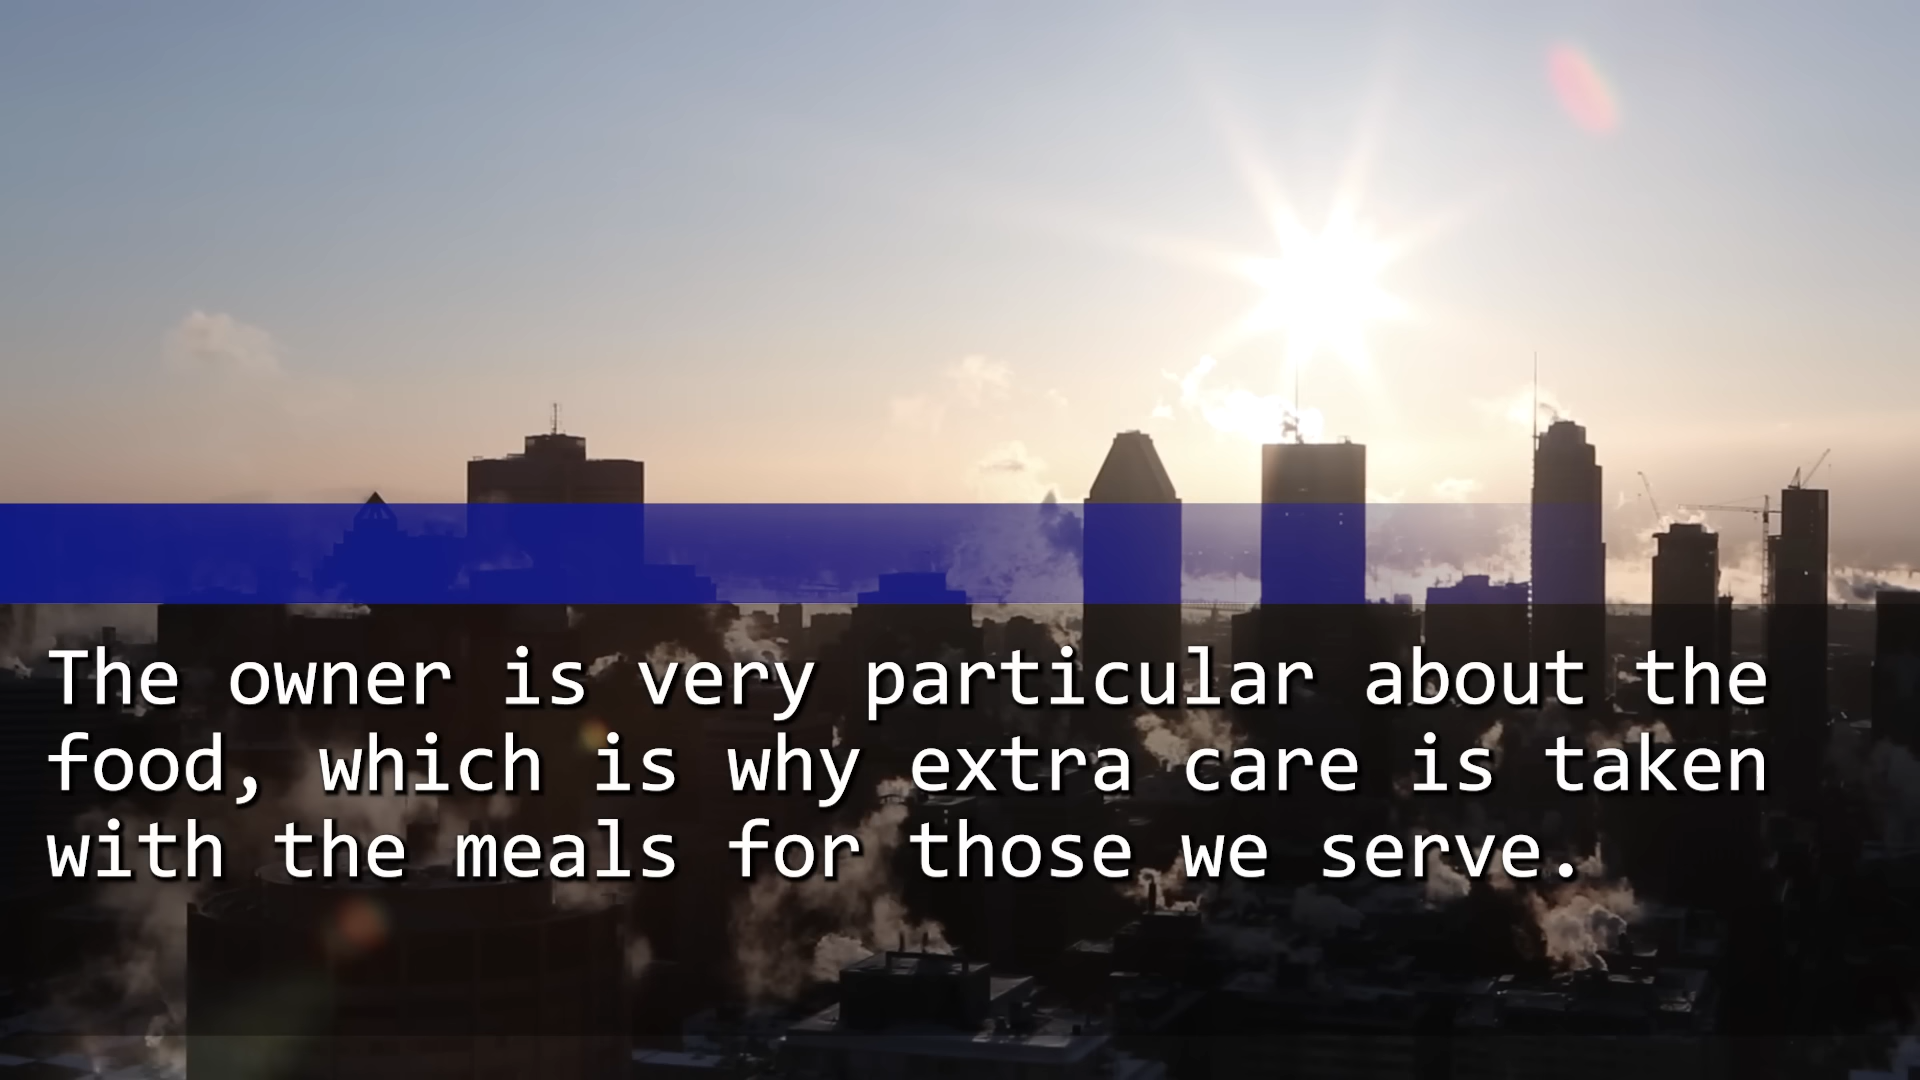 The owner is very particular about the
food, which is why extra care is taken
with the meals for those we serve.